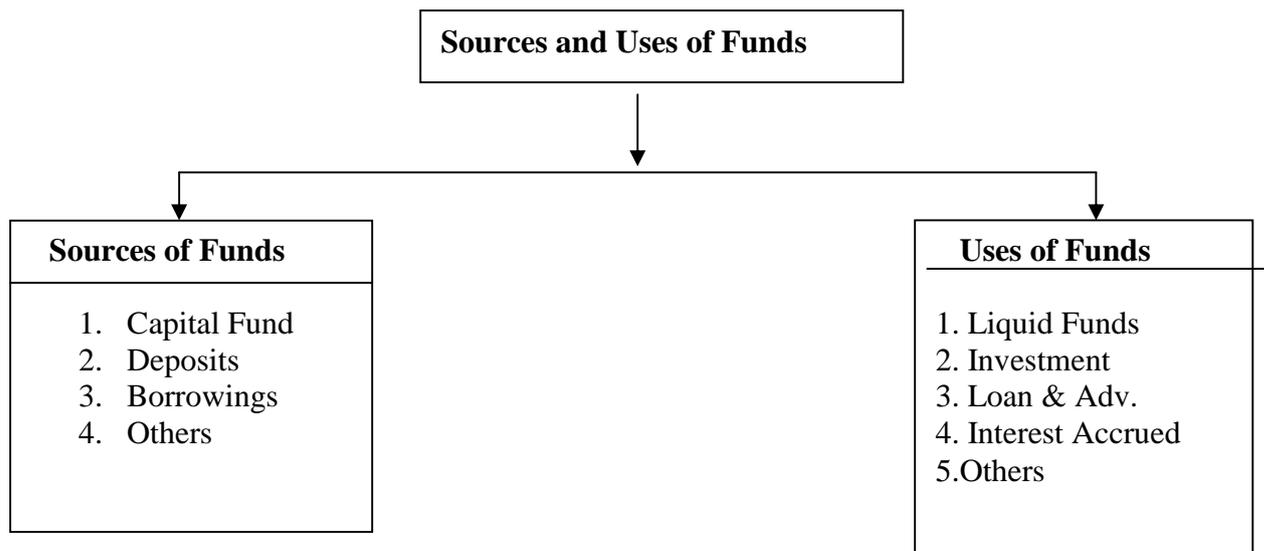 Sources and Uses of Funds
Sources of Funds
1. Capital Fund
2. Deposits
3. Borrowings
4. Others
Uses of Funds
1. Liquid Funds
2. Investment
3. Loan & Adv.
4. Interest Accrued
5.Others